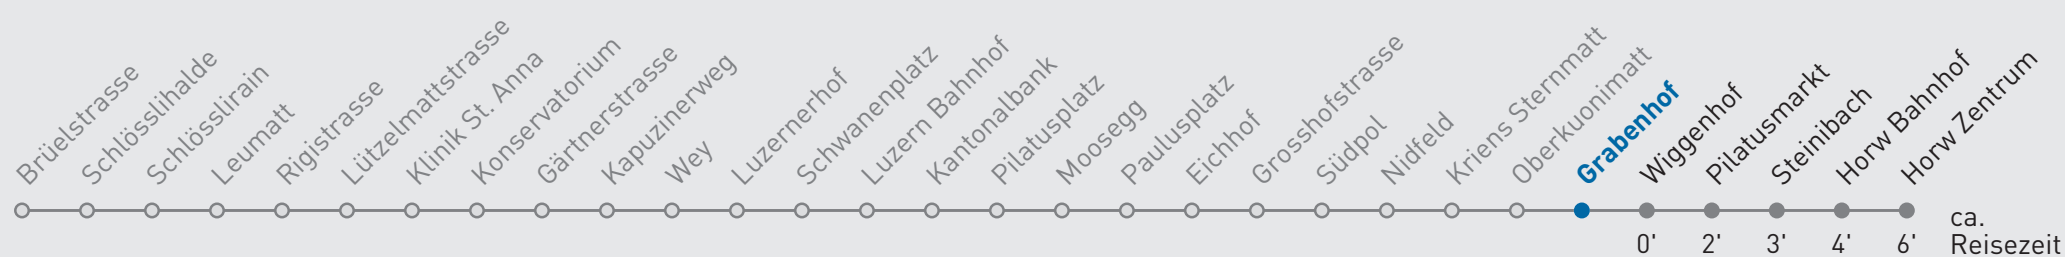 Brüelstrasse
Schlösslihalde
Schlösslirain
Leumatt
Rigistrasse
Lützelmattstrasse
Klinik St. Anna
Konservatorium
Gärtnerstrasse
Kapuzinerweg
Wey
Luzernerhof
Schwanenplatz
Luzern Bahnhof
Kantonalbank
Pilatusplatz
Moosegg
Paulusplatz
Eichhof
Grosshofstrasse
Südpol
Nidfeld
Kriens Sternmatt
Oberkuonimatt
Grabenhof
Wiggenhof
Pilatusmarkt
Steinibach
Horw Bahnhof
Horw Zentrum
ca.
0' 2' 3' 4' 6' Reisezeit